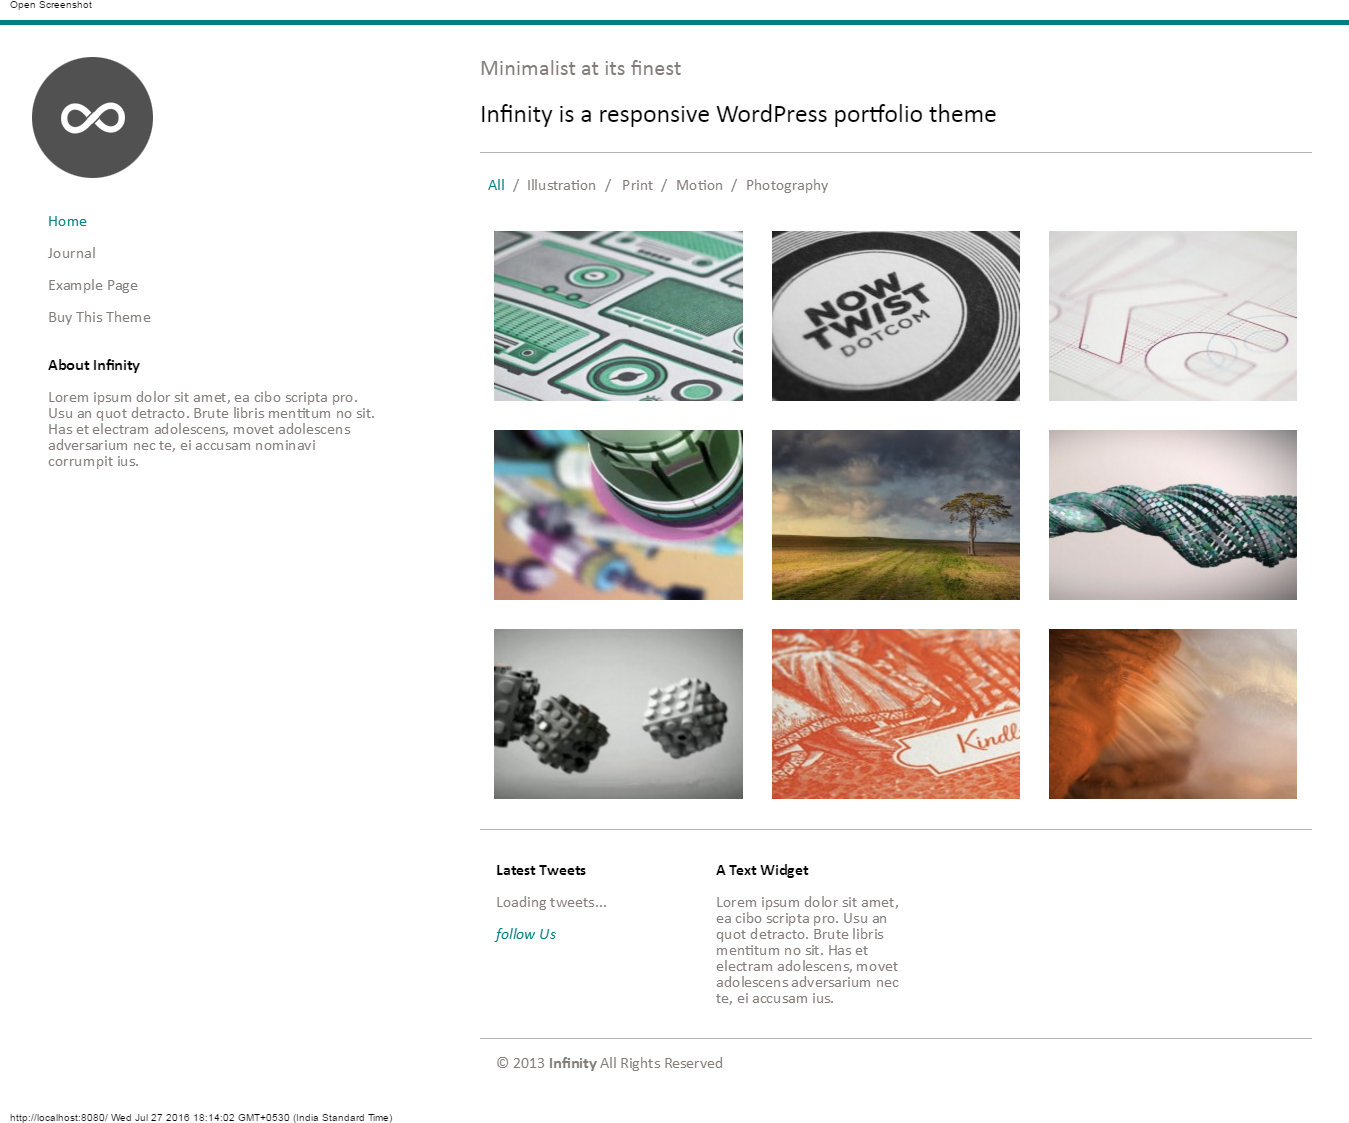 Open Screenshot
Minimalist at its finest
Infinity is a responsive WordPress portfolio theme
All / Illustration / Print / Motion / Photography
Home
Journal
Example Page
Buy This Theme
About Infinity
Lorem ipsum dolor sit amet, ea cibo scripta pro.
Usu an quot detracto. Brute libris mentitum no sit.
Has et electram adolescens, movet adolescens
adversarium nec te, ei accusam nominavi
corrumpit ius.
NOW
TWIST
DOTCOM
Kindl
Latest Tweets
Loading tweets...
follow Us
A Text Widget
Lorem ipsum dolor sit amet,
ea cibo scripta pro. Usu an
quot detracto. Brute libris
mentitum no sit. Has et
electram adolescens, movet
adolescens adversarium nec
te, ei accusam ius.
© 2013 Infinity All Rights Reserved
http://localhost:8080/ Wed Jul 27 2016 18:14:02 GMT+0530 (India Standard Time)